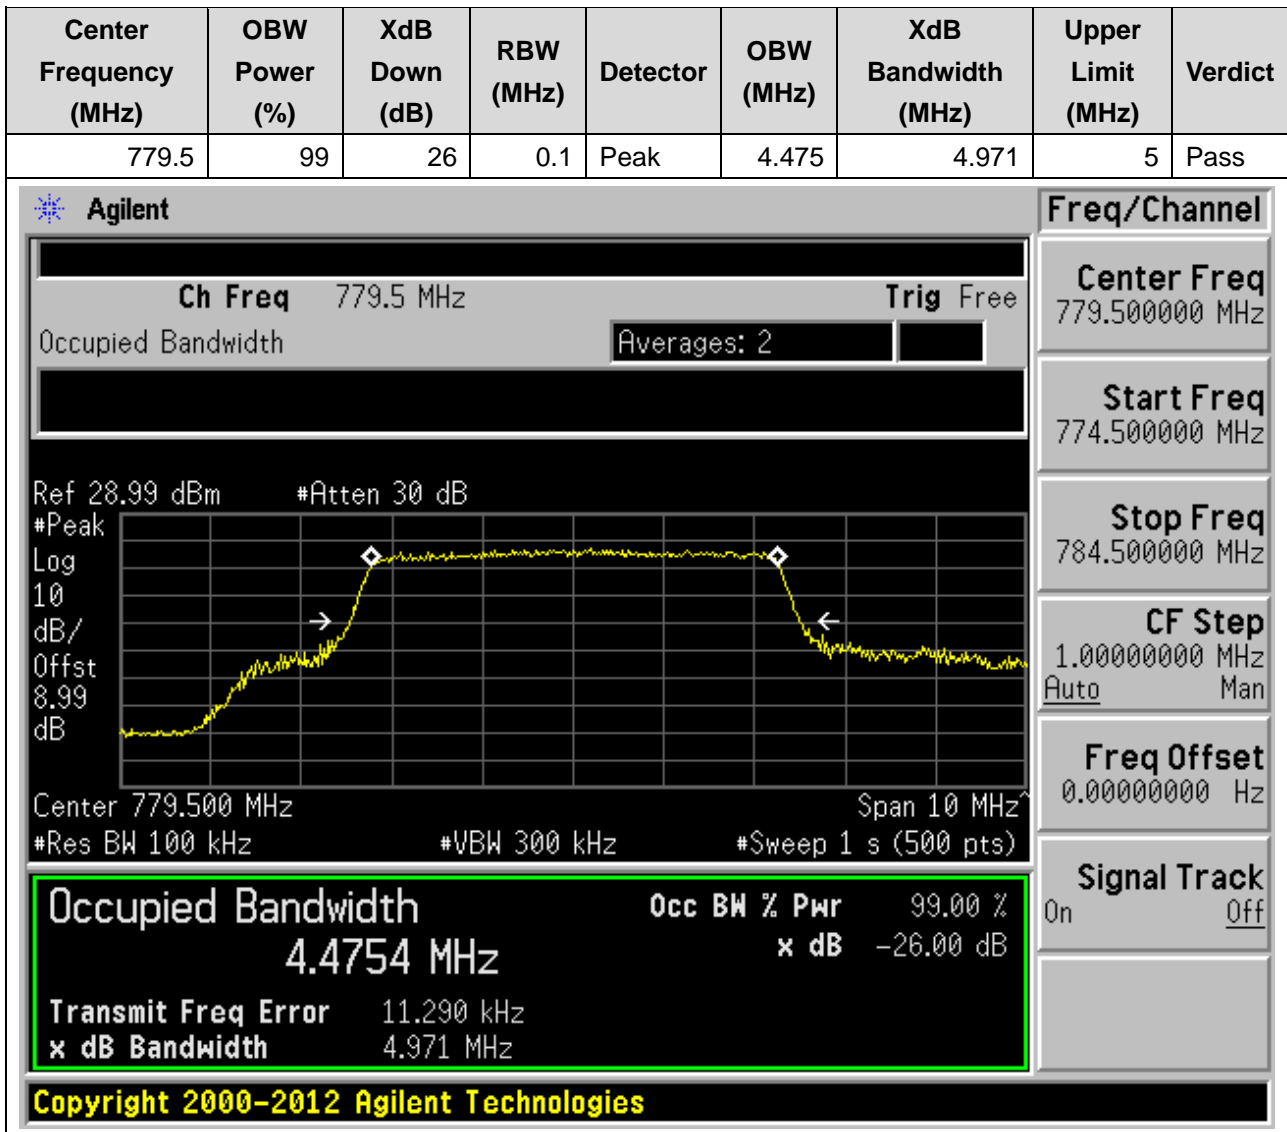 Center Frequency (MHz) OBW Power (%) XdB Down (dB) RBW (MHz) Detector OBW (MHz) XdB Bandwidth (MHz) Upper Limit (MHz) Verdict
779.5 99 26 0.1 Peak 4.475 4.971 5 Pass
Agilent
Freq/Channel
Ch Freq 779.5 MHz Trig Free
Occupied Bandwidth Averages: 2
Center Freq
779.500000 MHz
Start Freq
774.500000 MHz
Stop Freq
784.500000 MHz
CF Step
1.00000000 MHz
Auto Man
Freq Offset
0.00000000 Hz
Signal Track
On Off
Ref 28.99 dBm #Atten 30 dB
#Peak
Log
10
dB/
Offst
8.99
dB
Center 779.500 MHz Span 10 MHz^
#Res BW 100 kHz #VBW 300 kHz #Sweep 1 s (500 pts)
Occupied Bandwidth
4.4754 MHz
Occ BW % Pwr 99.00 %
x dB -26.00 dB
Transmit Freq Error 11.290 kHz
x dB Bandwidth 4.971 MHz
Copyright 2000-2012 Agilent Technologies